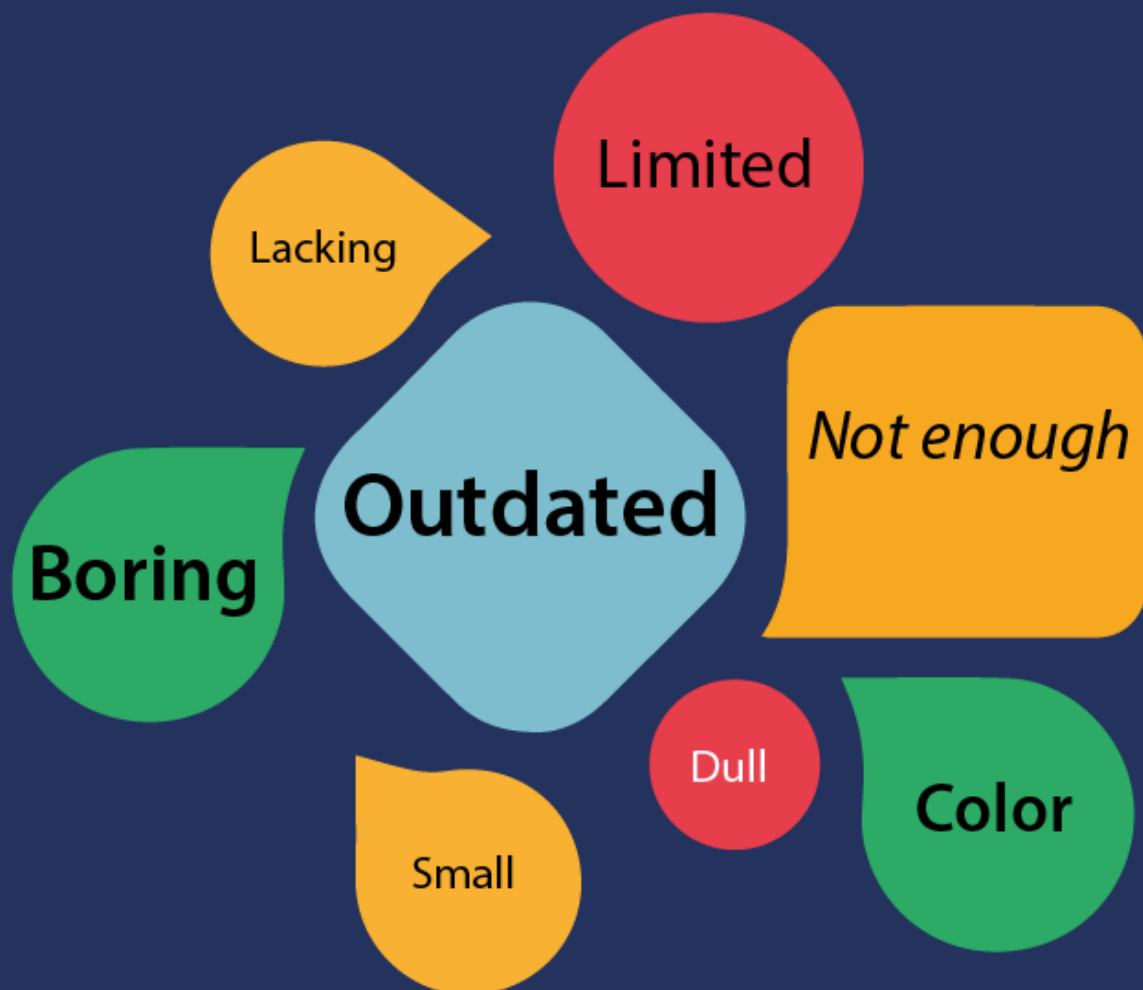 Limited
Lacking
Not enough
Outdated
Boring
Dull
Color
Small